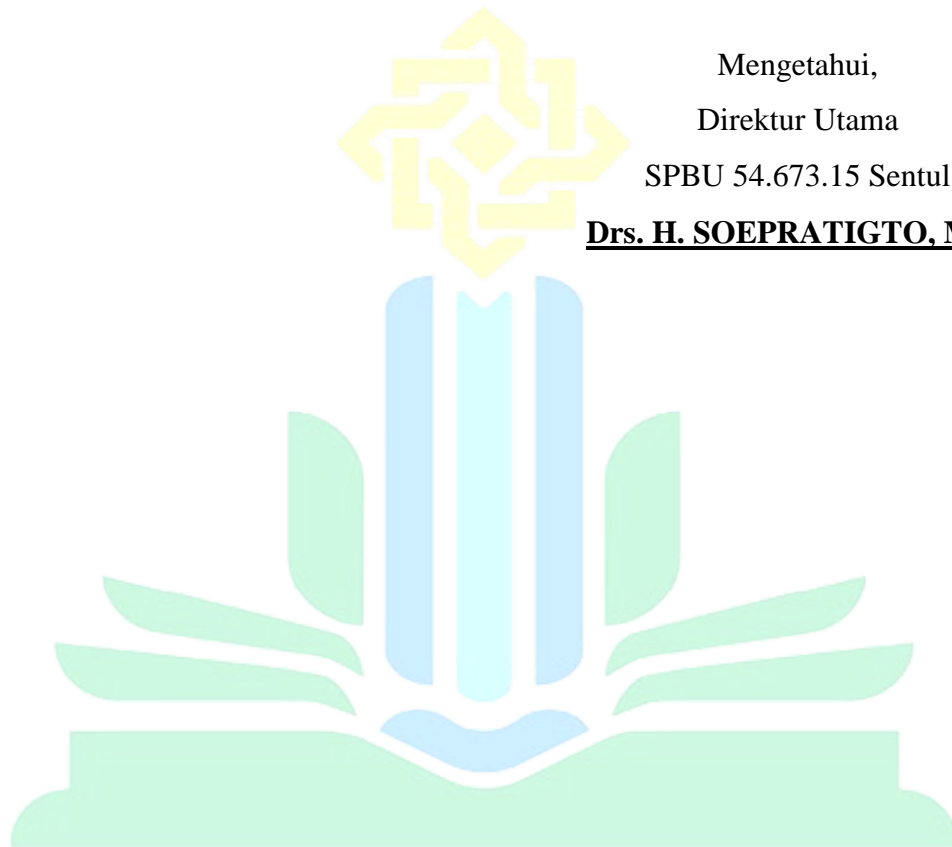 Mengetahui,
Direktur Utama
SPBU 54.673.15 Sentul
Drs. H. SOEPRATIGTO,